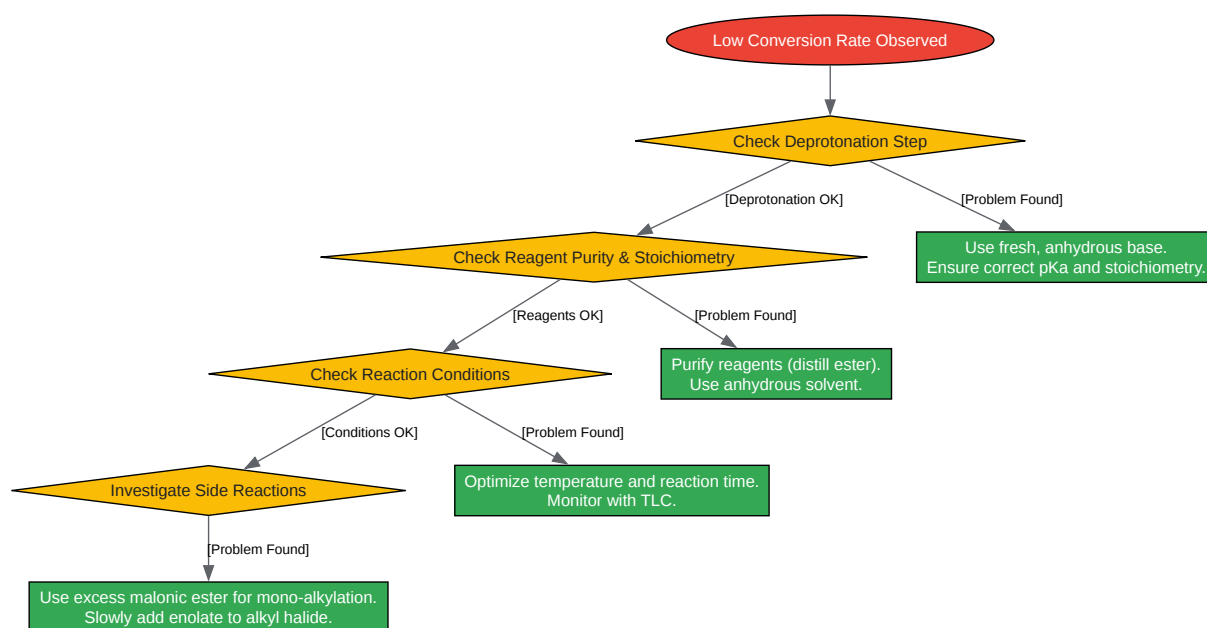 Low Conversion Rate Observed
Check Deprotonation Step
[Deprotonation OK]
[Problem Found]
Check Reagent Purity & Stoichiometry
Use fresh, anhydrous base.
Ensure correct pKa and stoichiometry.
[Reagents OK]
[Problem Found]
Check Reaction Conditions
Purify reagents (distill ester).
Use anhydrous solvent.
[Conditions OK]
[Problem Found]
Investigate Side Reactions
Optimize temperature and reaction time.
Monitor with TLC.
[Problem Found]
Use excess malonic ester for mono-alkylation.
Slowly add enolate to alkyl halide.